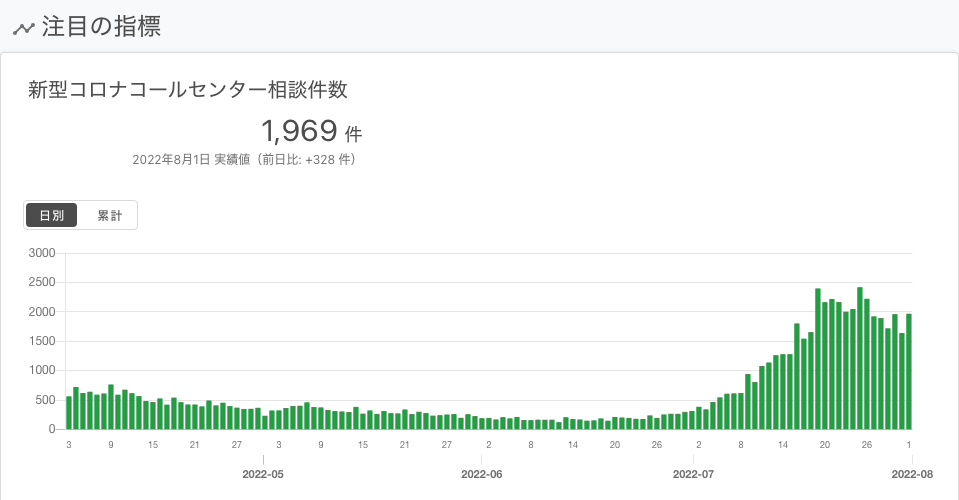 注目の指標
新型コロナコールセンター相談件数
1,969 件
2022年8月1日 実績値（前日比: +328 件）
日別 累計
3000
2500
2000
1500
1000
500
0
3 9 15 21 27 3 9 15 21 27 2 8 14 20 26 2 8 14 20 26 1
2022-05 2022-06 2022-07 2022-08